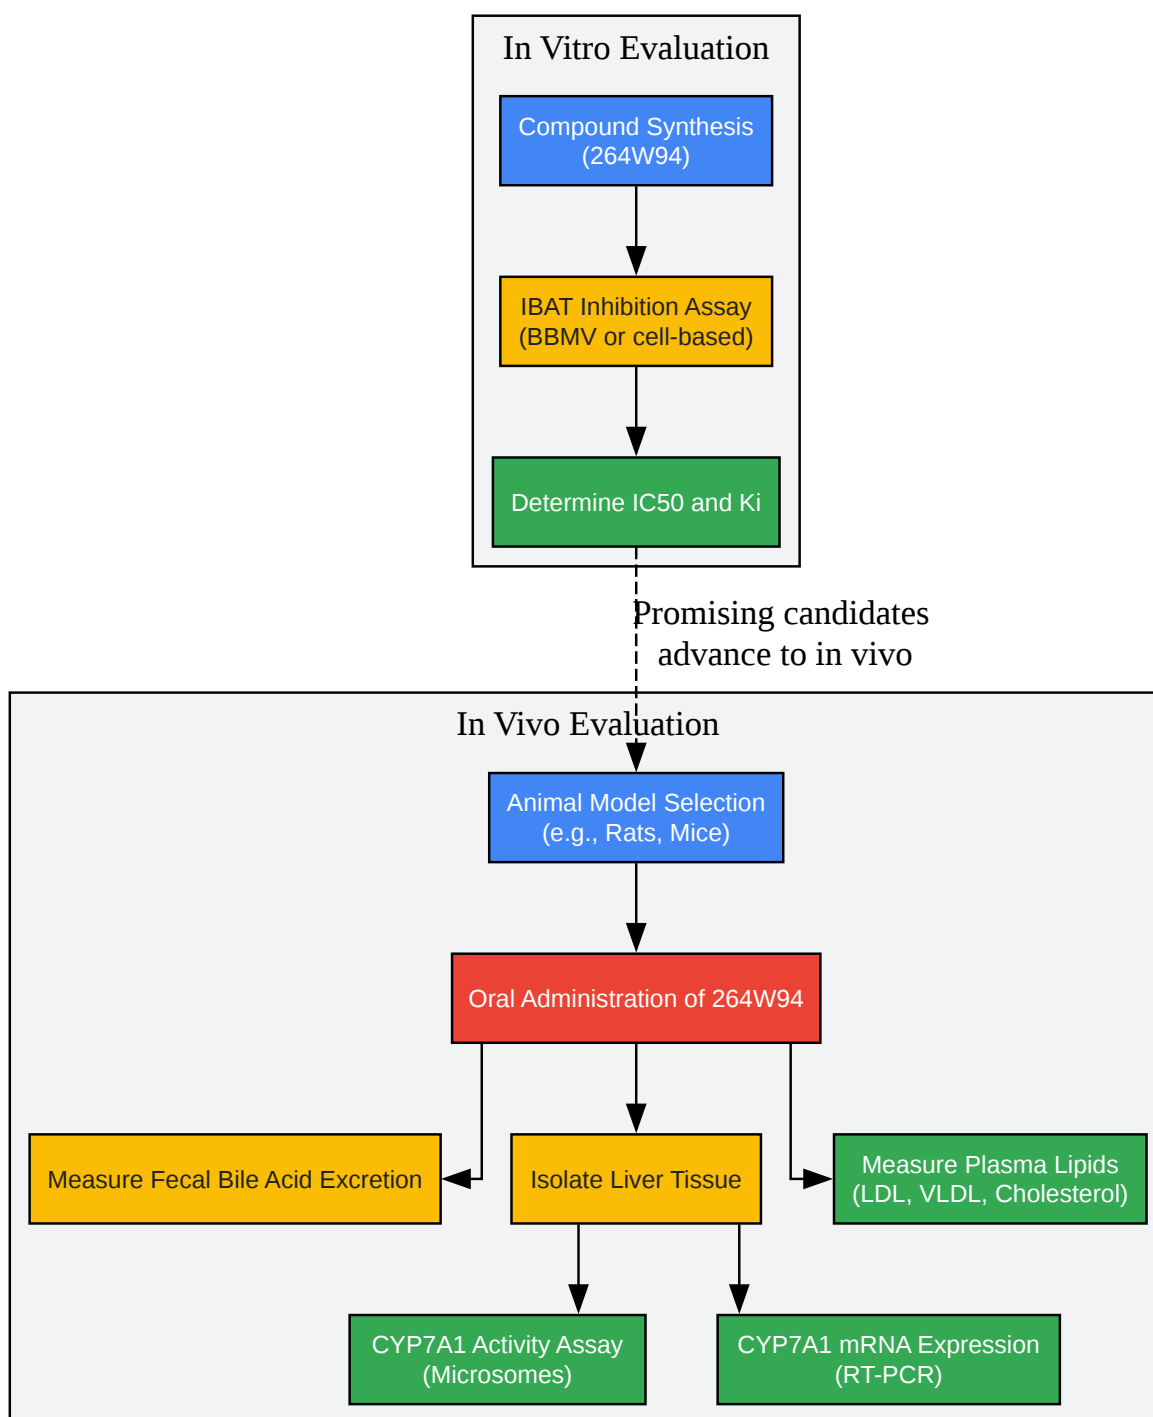 In Vitro Evaluation
Compound Synthesis
(264W94)
IBAT Inhibition Assay
(BBMV or cell-based)
Determine IC50 and Ki
Promising candidates
advance to in vivo
In Vivo Evaluation
Animal Model Selection
(e.g., Rats, Mice)
Oral Administration of 264W94
Measure Fecal Bile Acid Excretion
Isolate Liver Tissue
Measure Plasma Lipids
(LDL, VLDL, Cholesterol)
CYP7A1 Activity Assay
(Microsomes)
CYP7A1 mRNA Expression
(RT-PCR)